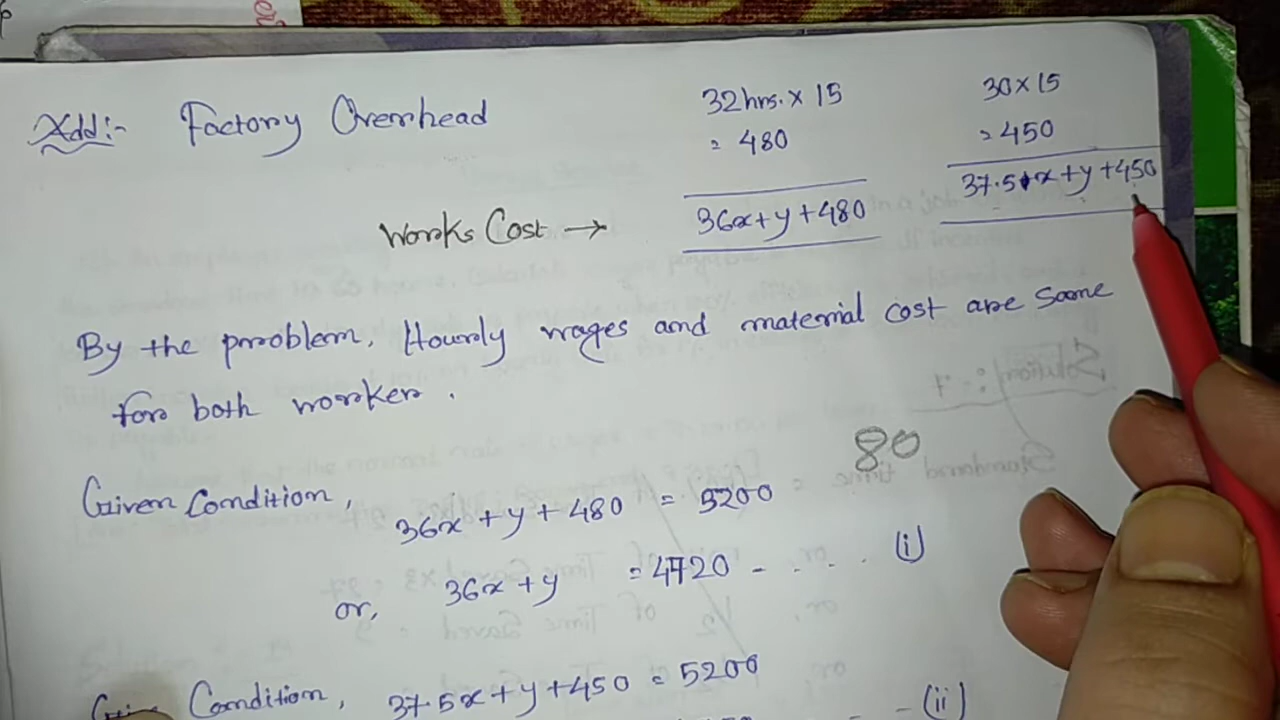 Add:- Factory Overhead 32hrs. x 15 30 x 15
= 480 = 450
Works Cost → 36x+y+480 37.5x+y+450
By the problem, Hourly wages and material cost are same
for both worker.
80
Given Condition, 36x + y + 480 = 5200
or, 36x + y = 4720 - . . . . (i)
Condition, 37.5x + y + 450 = 5200
- (ii)